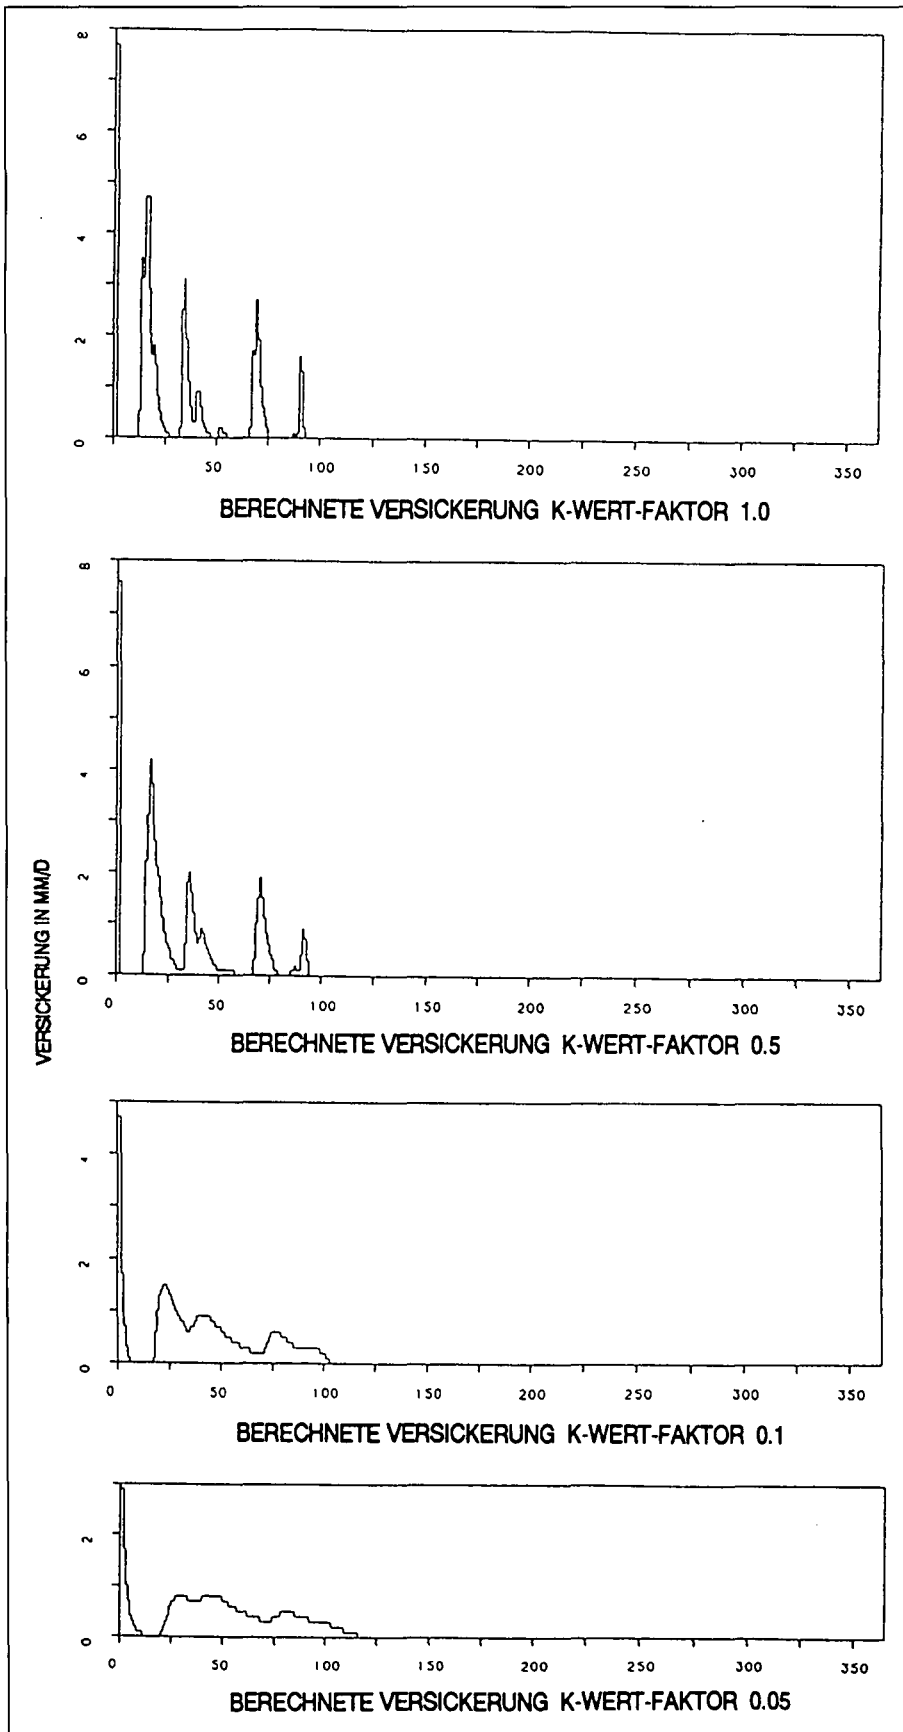 8
6
4
2
0
50 100 150 200 250 300 350
BERECHNETE VERSICKERUNG K-WERT-FAKTOR 1.0
8
6
4
2
0
0 50 100 150 200 250 300 350
BERECHNETE VERSICKERUNG K-WERT-FAKTOR 0.5
VERSICKERUNG IN MM/D
4
2
0
0 50 100 150 200 250 300 350
BERECHNETE VERSICKERUNG K-WERT-FAKTOR 0.1
2
0
0 50 100 150 200 250 300 350
BERECHNETE VERSICKERUNG K-WERT-FAKTOR 0.05